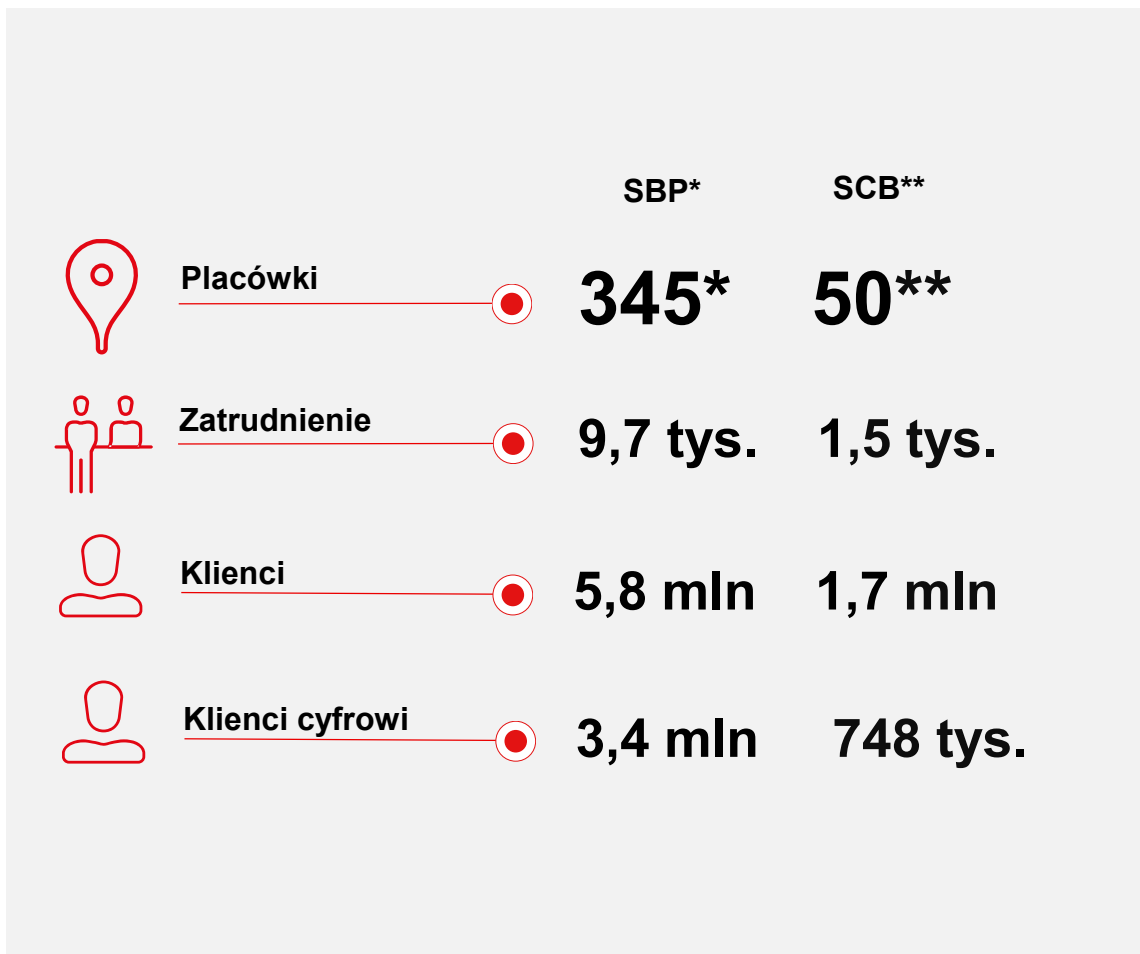 SBP* SCB**
Placówki 345* 50**
Zatrudnienie 9,7 tys. 1,5 tys.
Klienci 5,8 mln 1,7 mln
Klienci cyfrowi 3,4 mln 748 tys.